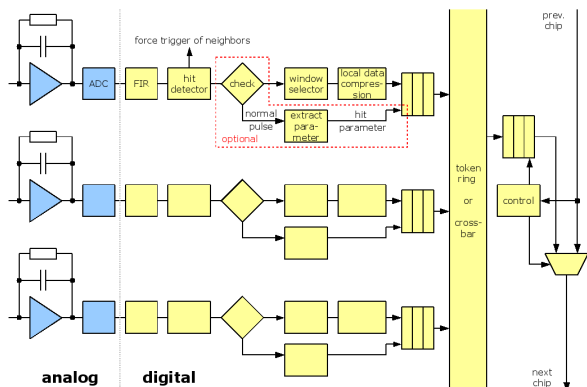 prev.
chip
force trigger of neighbors
ADC
FIR
hit
detector
check
window
selector
local data
compres-
sion
normal
pulse
extract
para-
meter
hit
parameter
optional
token
ring
or
cross-
bar
control
analog
digital
next
chip